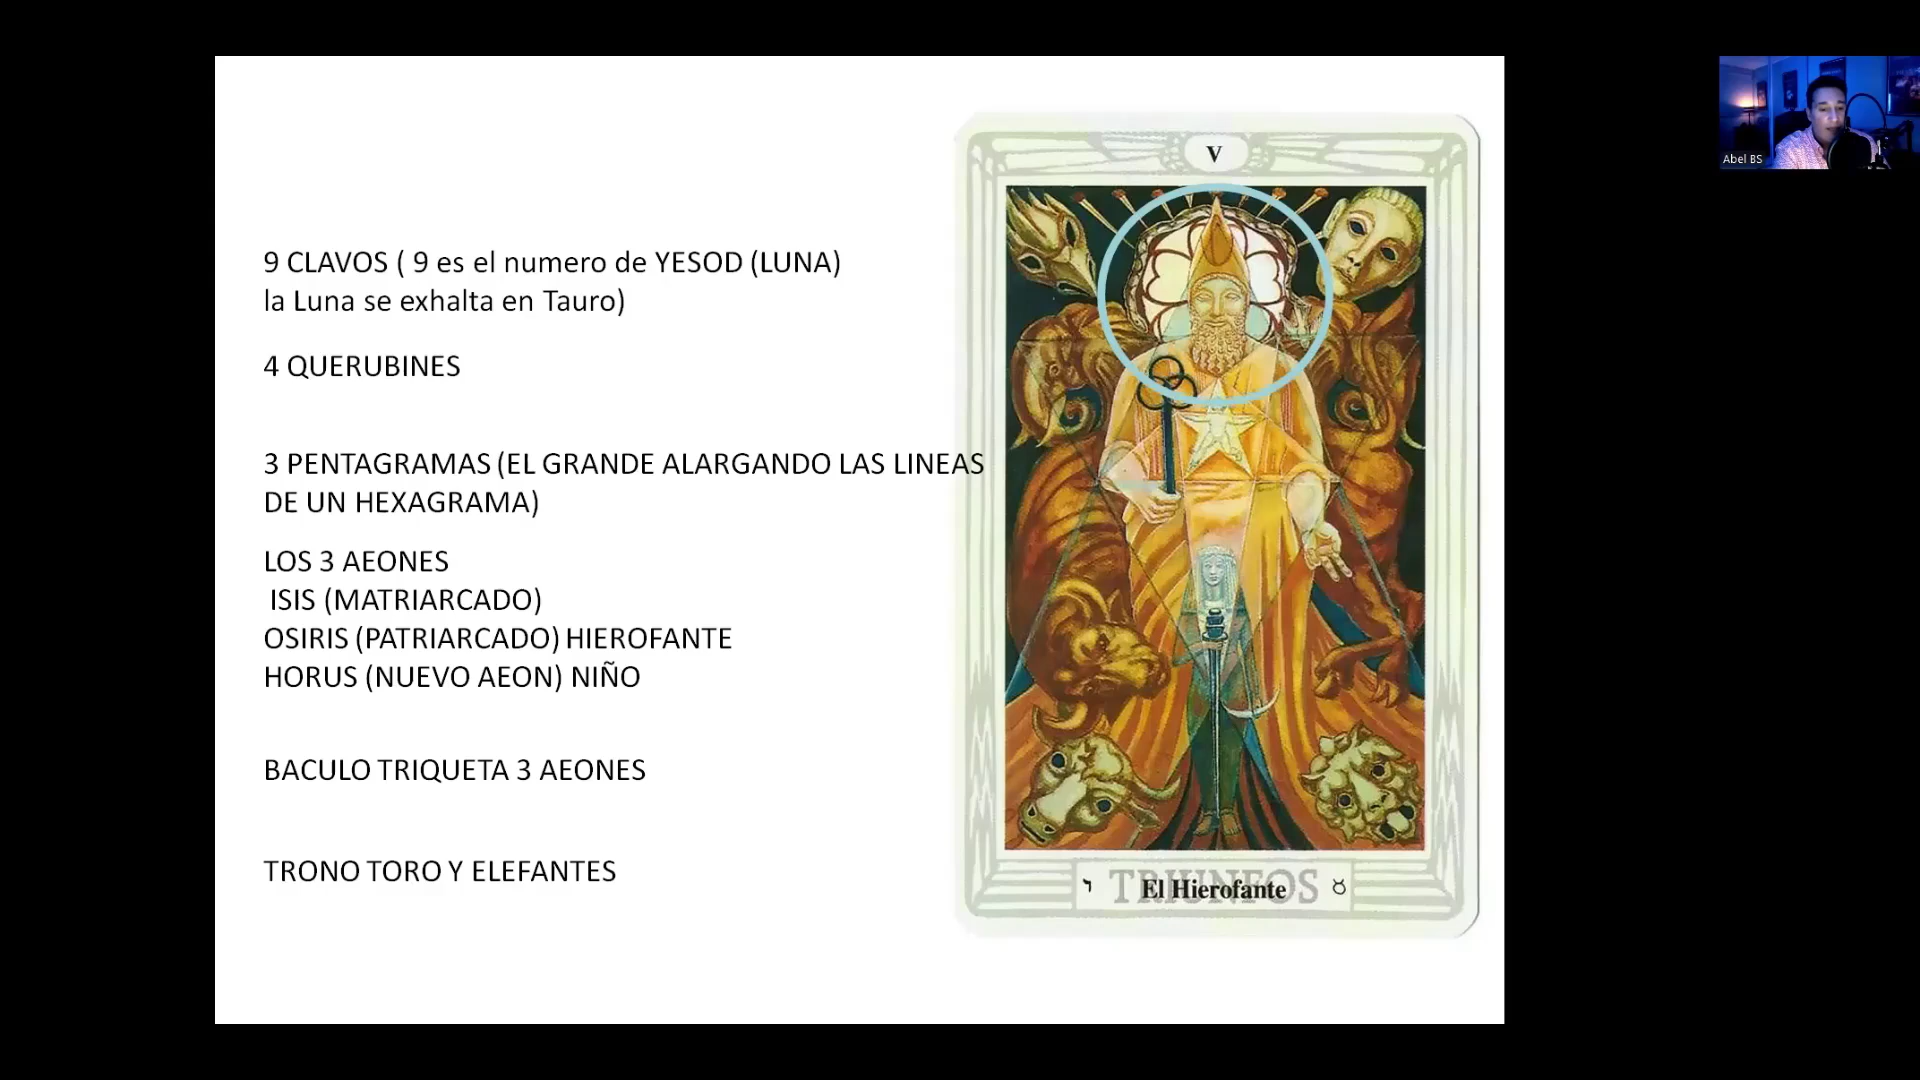 9 CLAVOS ( 9 es el numero de YESOD (LUNA)
la Luna se exhalta en Tauro)
4 QUERUBINES
3 PENTAGRAMAS (EL GRANDE ALARGANDO LAS LINEAS
DE UN HEXAGRAMA)
LOS 3 AEONES
ISIS (MATRIARCADO)
OSIRIS (PATRIARCADO) HIEROFANTE
HORUS (NUEVO AEON) NIÑO
BACULO TRIQUETA 3 AEONES
TRONO TORO Y ELEFANTES
V
TRIUNFOS
ו El Hierofante ♉
Abel BS